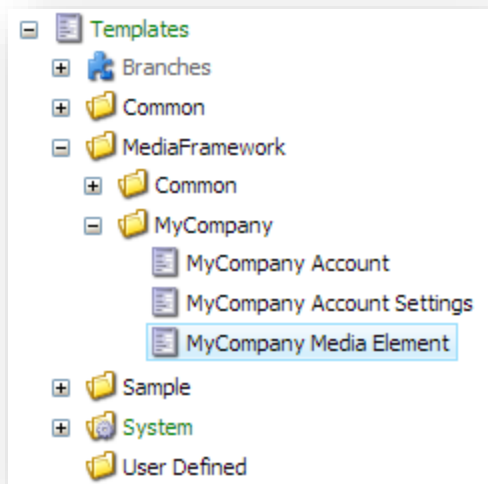 Templates
Branches
Common
MediaFramework
Common
MyCompany
MyCompany Account
MyCompany Account Settings
MyCompany Media Element
Sample
System
User Defined